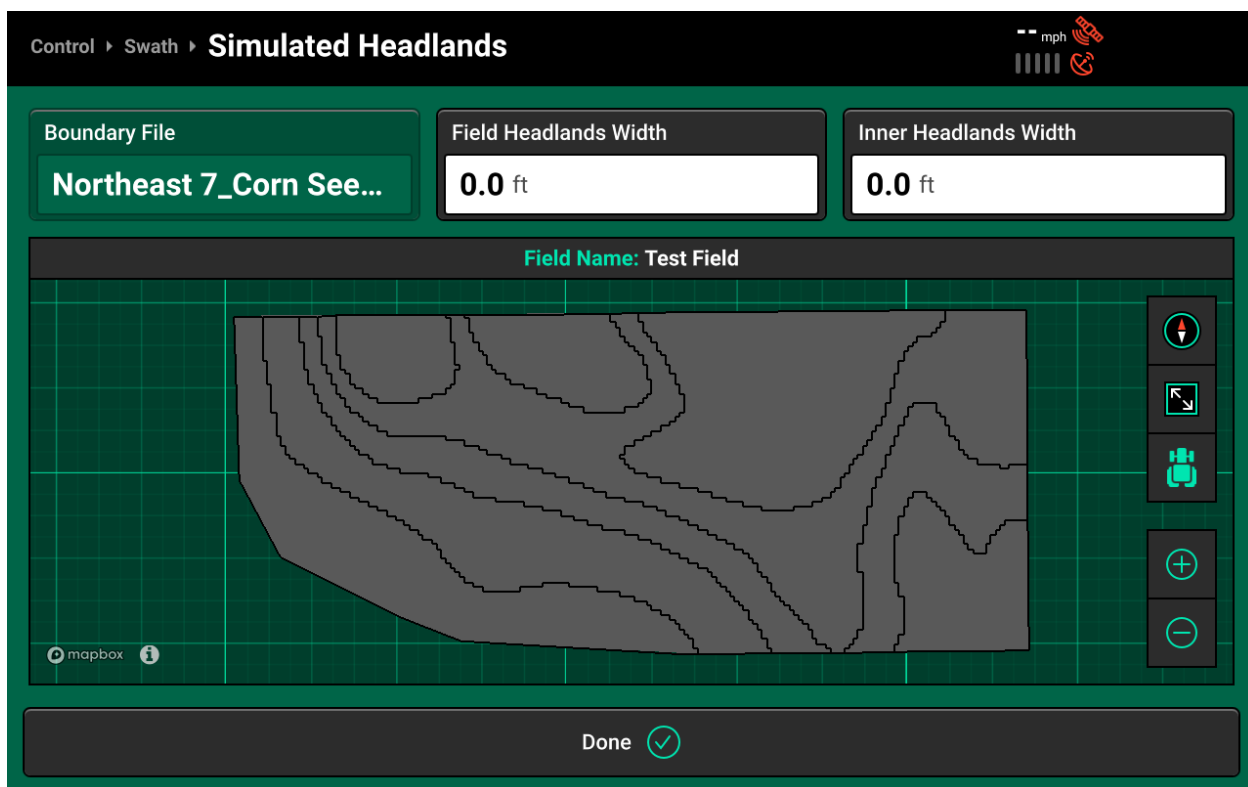 Control ▸ Swath ▸ Simulated Headlands
-- mph
Boundary File
Northeast 7_Corn See...
Field Headlands Width
0.0 ft
Inner Headlands Width
0.0 ft
Field Name: Test Field
mapbox
Done